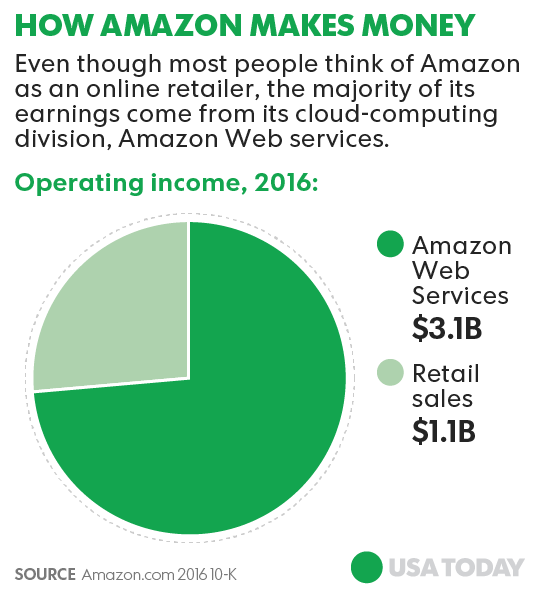 HOW AMAZON MAKES MONEY
Even though most people think of Amazon
as an online retailer, the majority of its
earnings come from its cloud-computing
division, Amazon Web services.
Operating income, 2016:
Amazon
Web
Services
$3.1B
Retail
sales
$1.1B
SOURCE Amazon.com 2016 10-K
USA TODAY